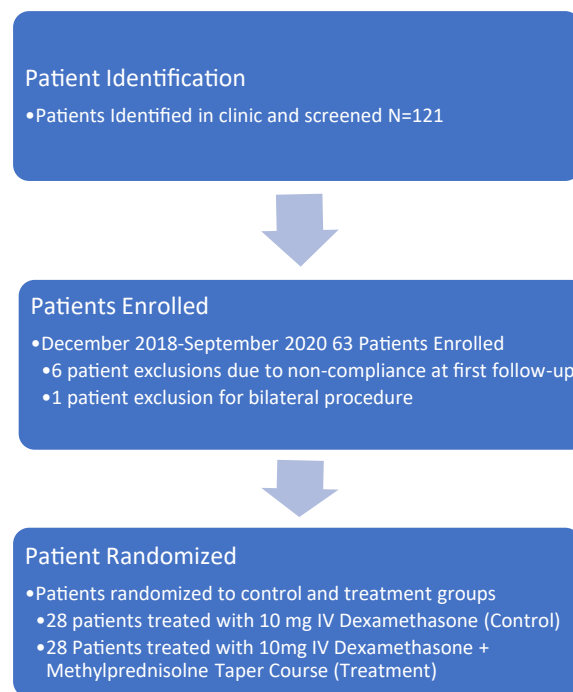 Patient Identification
•Patients Identified in clinic and screened N=121
Patients Enrolled
•December 2018-September 2020 63 Patients Enrolled
•6 patient exclusions due to non-compliance at first follow-up
•1 patient exclusion for bilateral procedure
Patient Randomized
•Patients randomized to control and treatment groups
•28 patients treated with 10 mg IV Dexamethasone (Control)
•28 Patients treated with 10mg IV Dexamethasone +
Methylprednisolne Taper Course (Treatment)